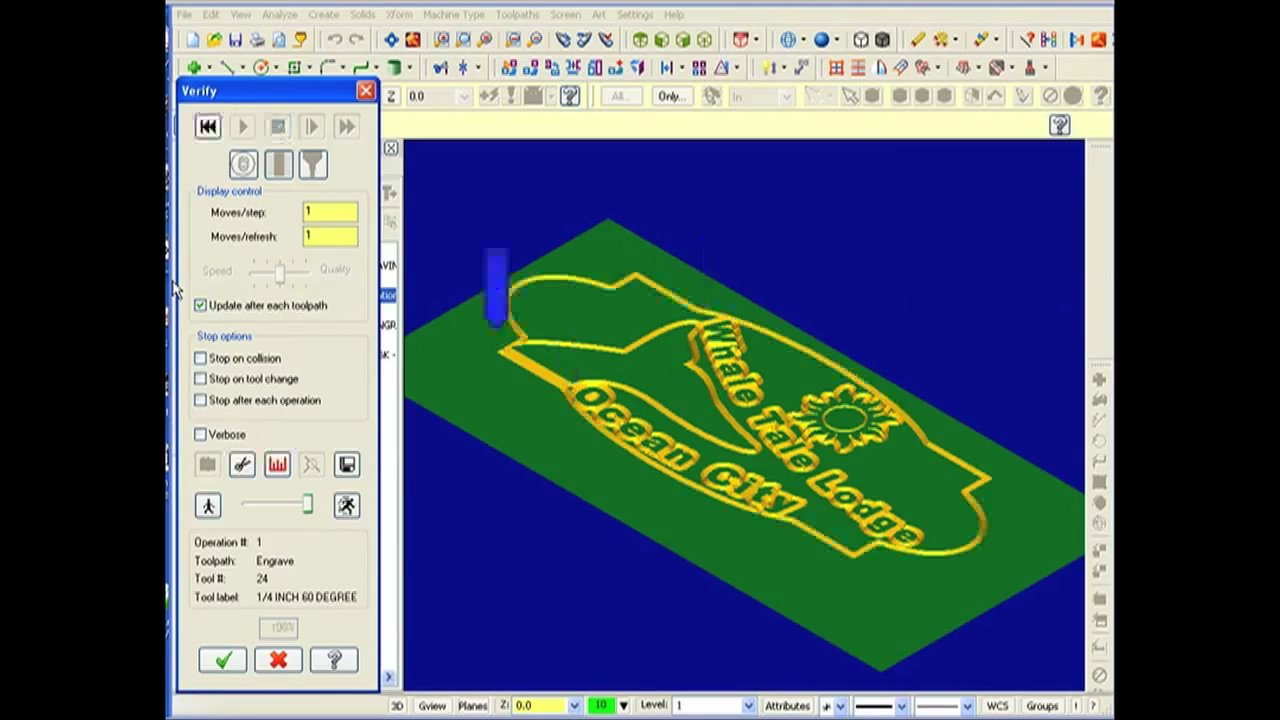 File Edit View Analyze Create Solids Xform Machine Type Toolpaths Screen Art Settings Help
Verify
Z 0.0
All...
Only...
In
Display control
Moves/step: 1
Moves/refresh: 1
Speed Quality
Update after each toolpath
Stop options
Stop on collision
Stop on tool change
Stop after each operation
Verbose
Operation #: 1
Toolpath: Engrave
Tool #: 24
Tool label: 1/4 INCH 60 DEGREE
100%
Whale Tale Lodge
Ocean City
3D Gview Planes Z: 0.0 10 Level: 1 Attributes WCS Groups ! ?